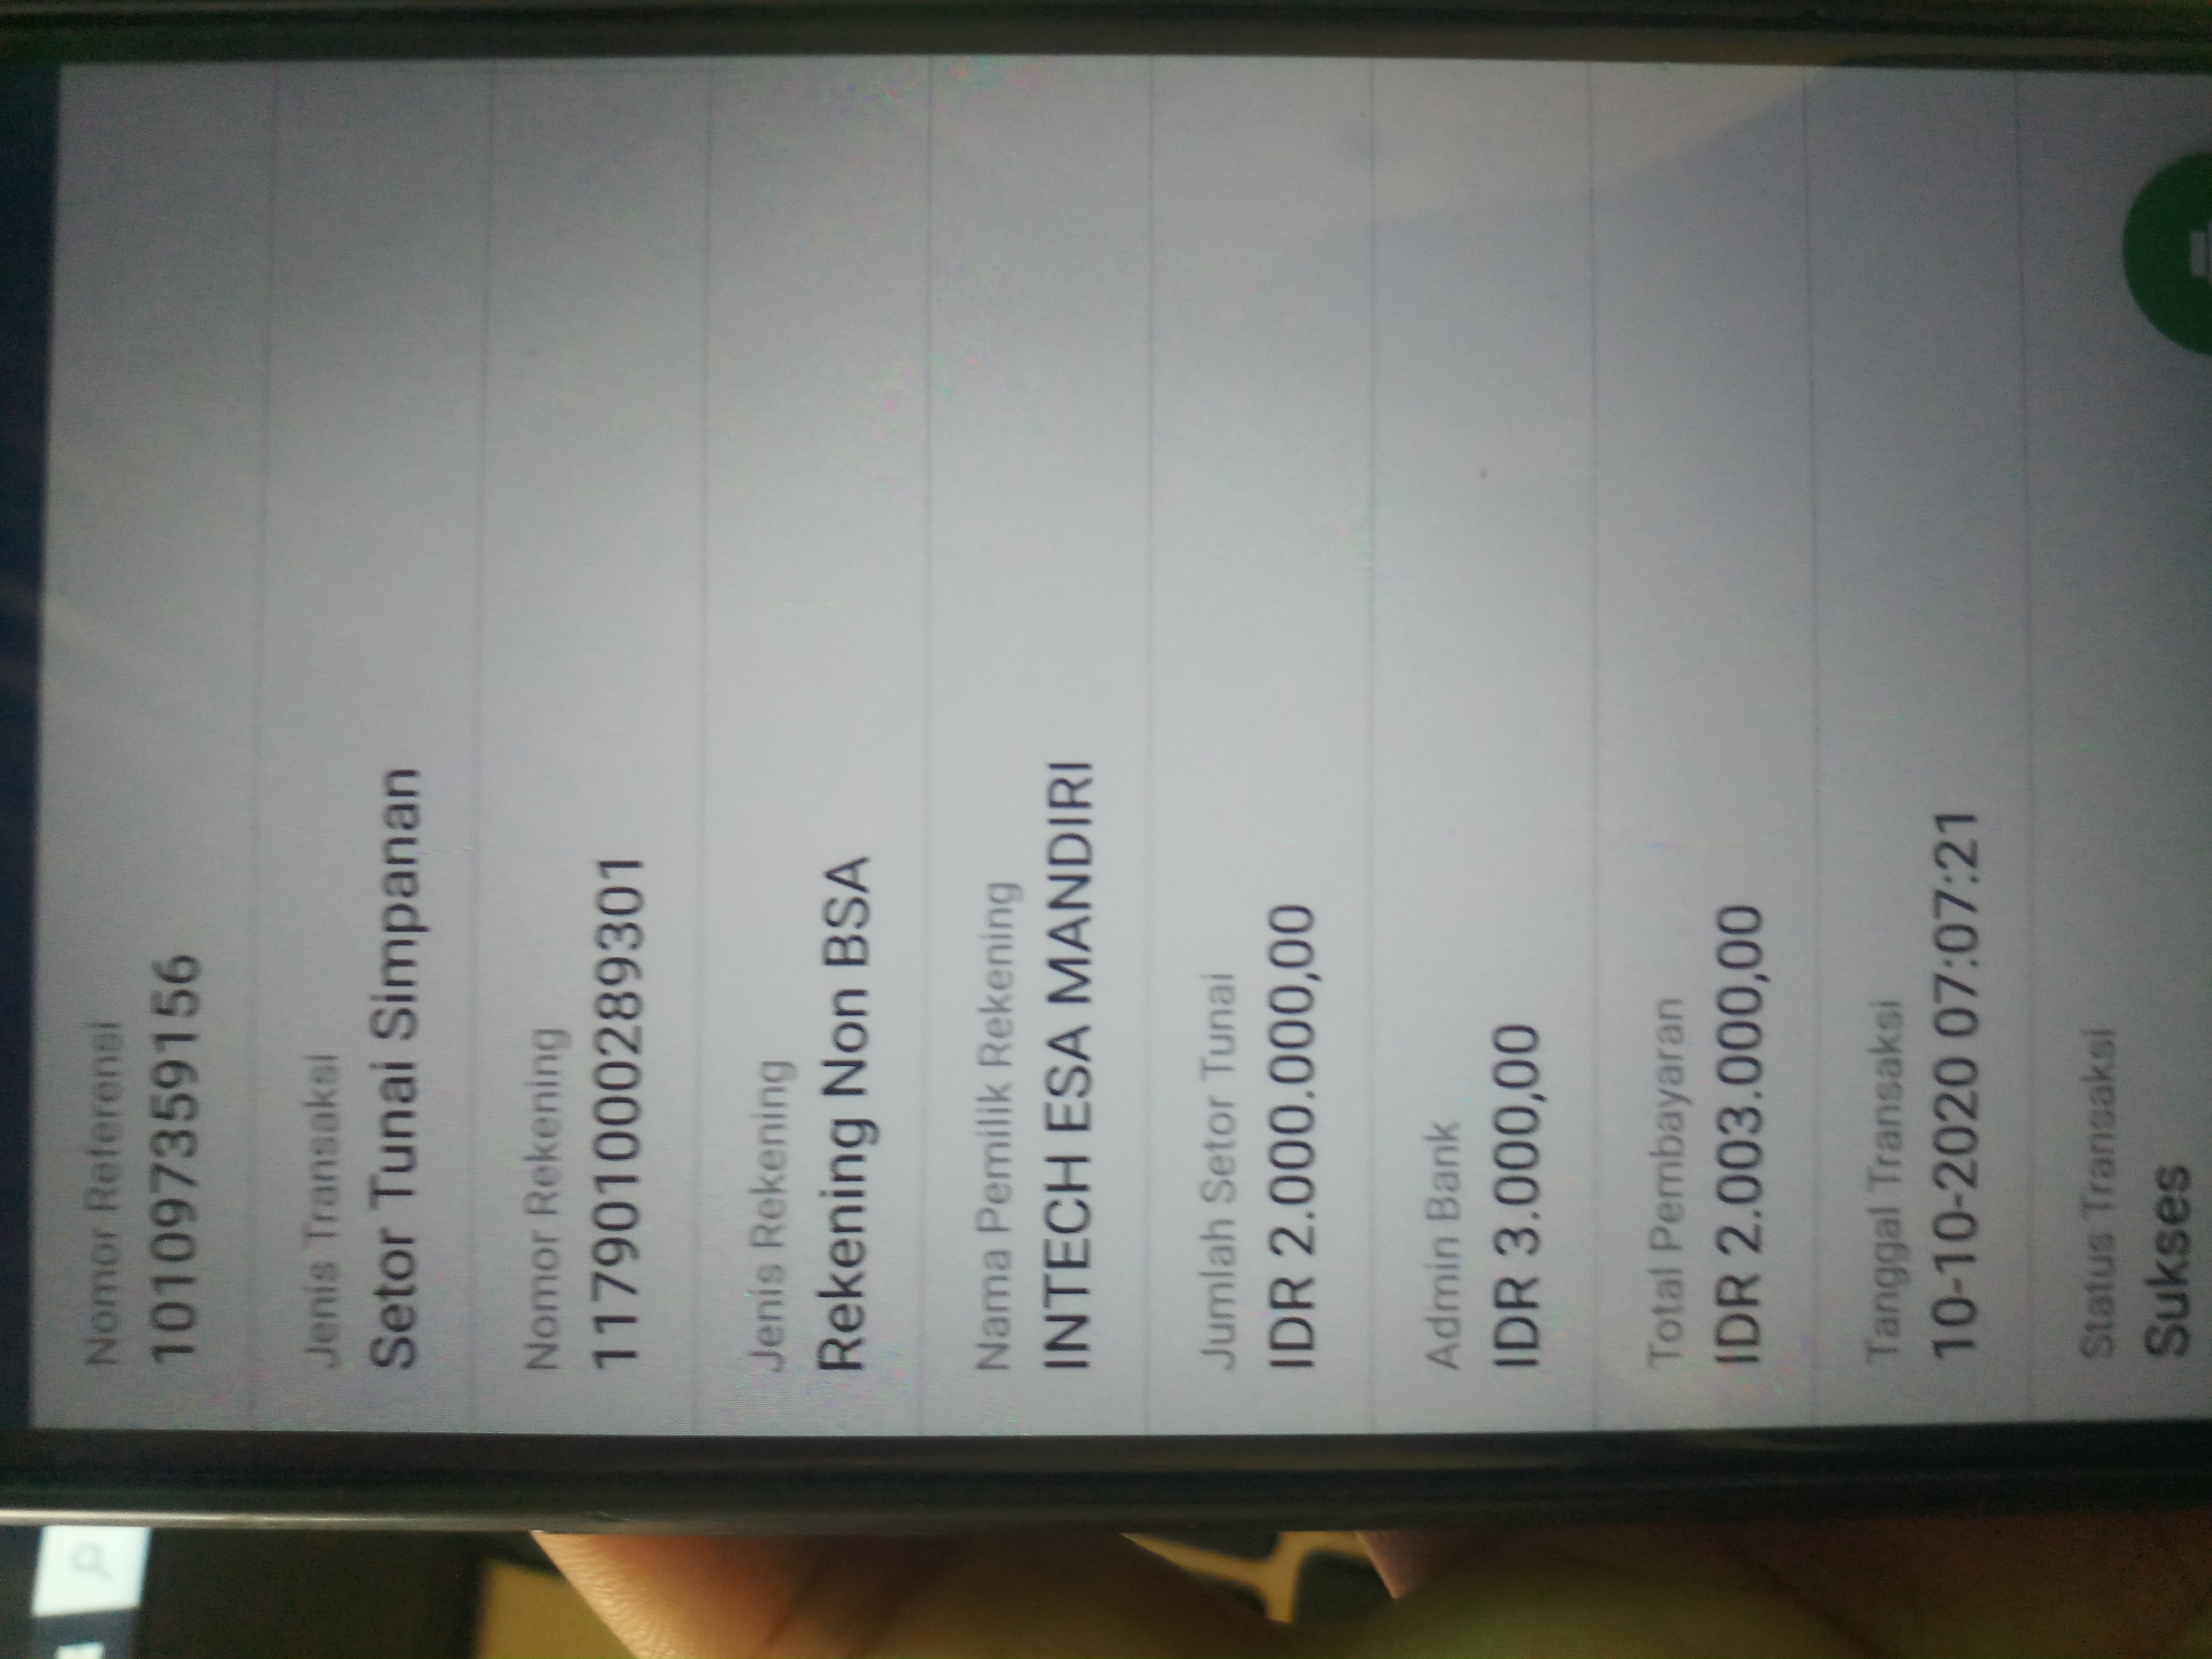 Nomor Referensi
101097359156
Jenis Transaksi
Setor Tunai Simpanan
Nomor Rekening
117901000289301
Jenis Rekening
Rekening Non BSA
Nama Pemilik Rekening
INTECH ESA MANDIRI
Jumlah Setor Tunai
IDR 2.000.000,00
Admin Bank
IDR 3.000,00
Total Pembayaran
IDR 2.003.000,00
Tanggal Transaksi
10-10-2020 07:07:21
Status Transaksi
Sukses